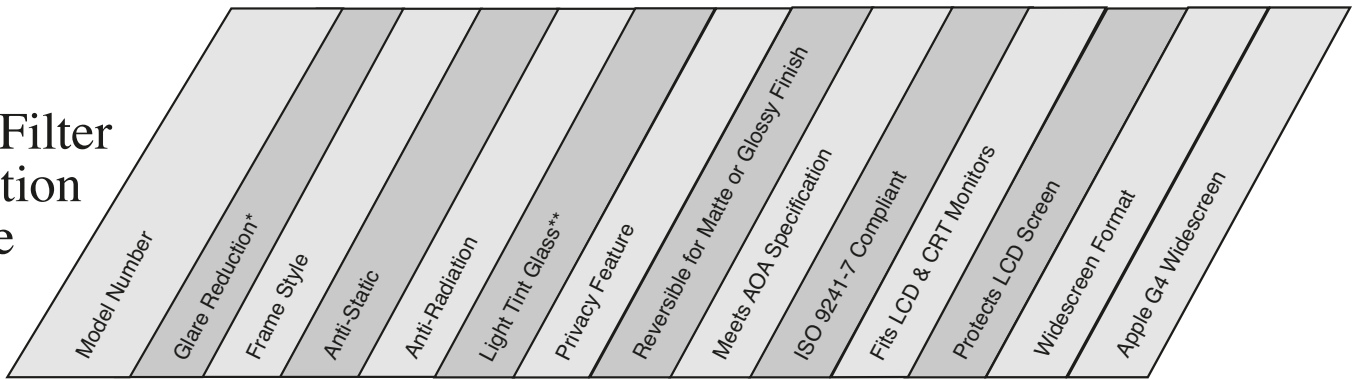 Filter
tion
e
Model Number
Glare Reduction*
Frame Style
Anti-Static
Anti-Radiation
Light Tint Glass**
Privacy Feature
Reversible for Matte or Glossy Finish
Meets AOA Specification
ISO 9241-7 Compliant
Fits LCD & CRT Monitors
Protects LCD Screen
Widescreen Format
Apple G4 Widescreen